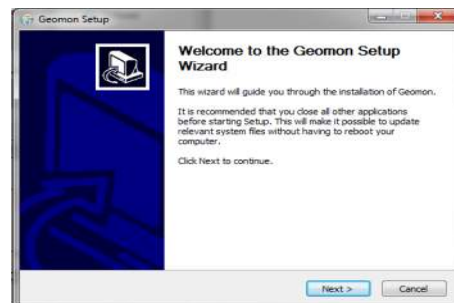 Geomon Setup
Welcome to the Geomon Setup
Wizard
This wizard will guide you through the installation of Geomon.
It is recommended that you close all other applications
before starting Setup. This will make it possible to update
relevant system files without having to reboot your
computer.
Click Next to continue.
Next >
Cancel